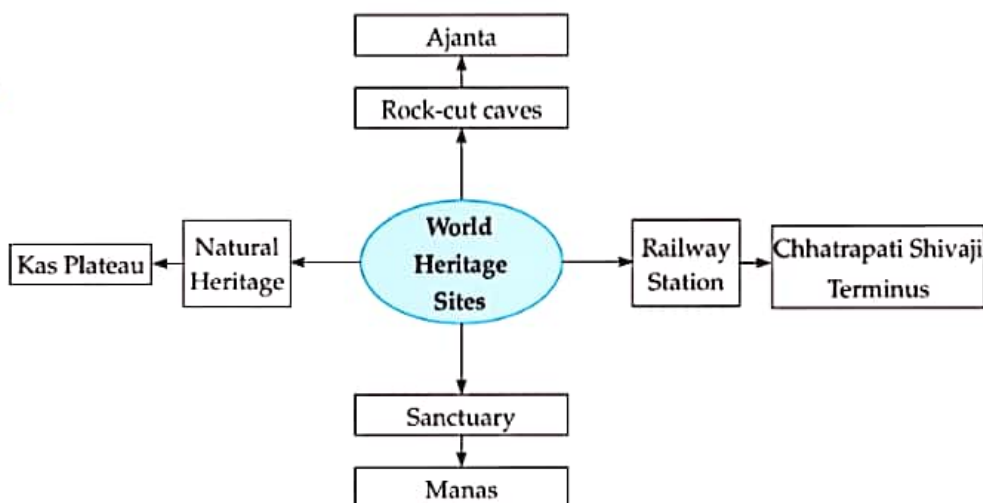 Ajanta
Rock-cut caves
Kas Plateau
Natural
Heritage
World
Heritage
Sites
Railway
Station
Chhatrapati Shivaji
Terminus
Sanctuary
Manas